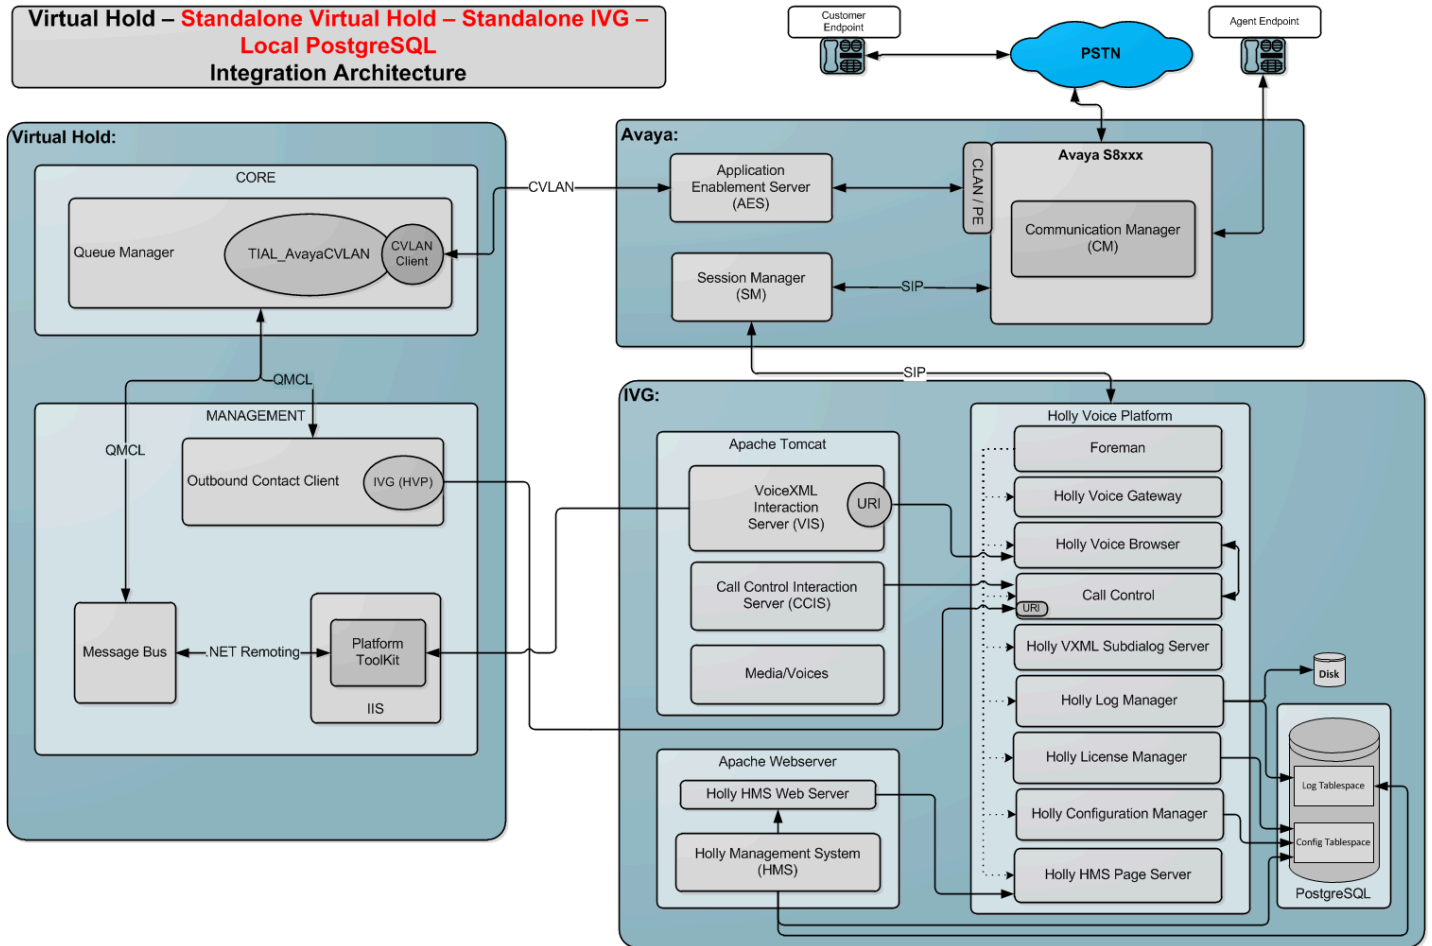 Virtual Hold – Standalone Virtual Hold – Standalone IVG –
Local PostgreSQL
Integration Architecture
Customer
Endpoint
PSTN
Agent Endpoint
Virtual Hold:
CORE
Queue Manager
TIAL_AvayaCVLAN
CVLAN
Client
CVLAN
Avaya:
Application
Enablement Server
(AES)
CLAN / PE
Avaya S8xxx
Communication Manager
(CM)
Session Manager
(SM)
SIP
SIP
QMCL
QMCL
MANAGEMENT
Outbound Contact Client
IVG (HVP)
Message Bus
.NET Remoting
Platform
ToolKit
IIS
IVG:
Apache Tomcat
VoiceXML
Interaction
Server (VIS)
URI
Call Control Interaction
Server (CCIS)
Media/Voices
Apache Webserver
Holly HMS Web Server
Holly Management System
(HMS)
Holly Voice Platform
Foreman
Holly Voice Gateway
Holly Voice Browser
Call Control
URI
Holly VXML Subdialog Server
Holly Log Manager
Holly License Manager
Holly Configuration Manager
Holly HMS Page Server
Disk
Log Tablespace
Config Tablespace
PostgreSQL